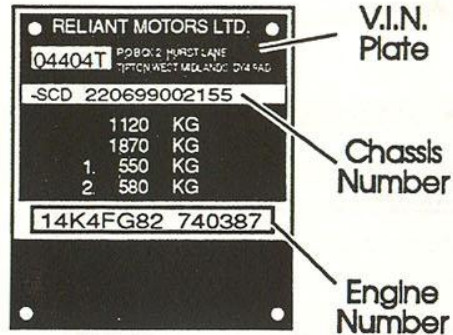 RELIANT MOTORS LTD.
04404T
P.O BOX 2 HURST LANE
TIPTON WEST MIDLANDS. DY4 9AD
-SCD 220699002155
1120 KG
1870 KG
1. 550 KG
2. 580 KG
14K4FG82 740387
V.I.N.
Plate
Chassis
Number
Engine
Number